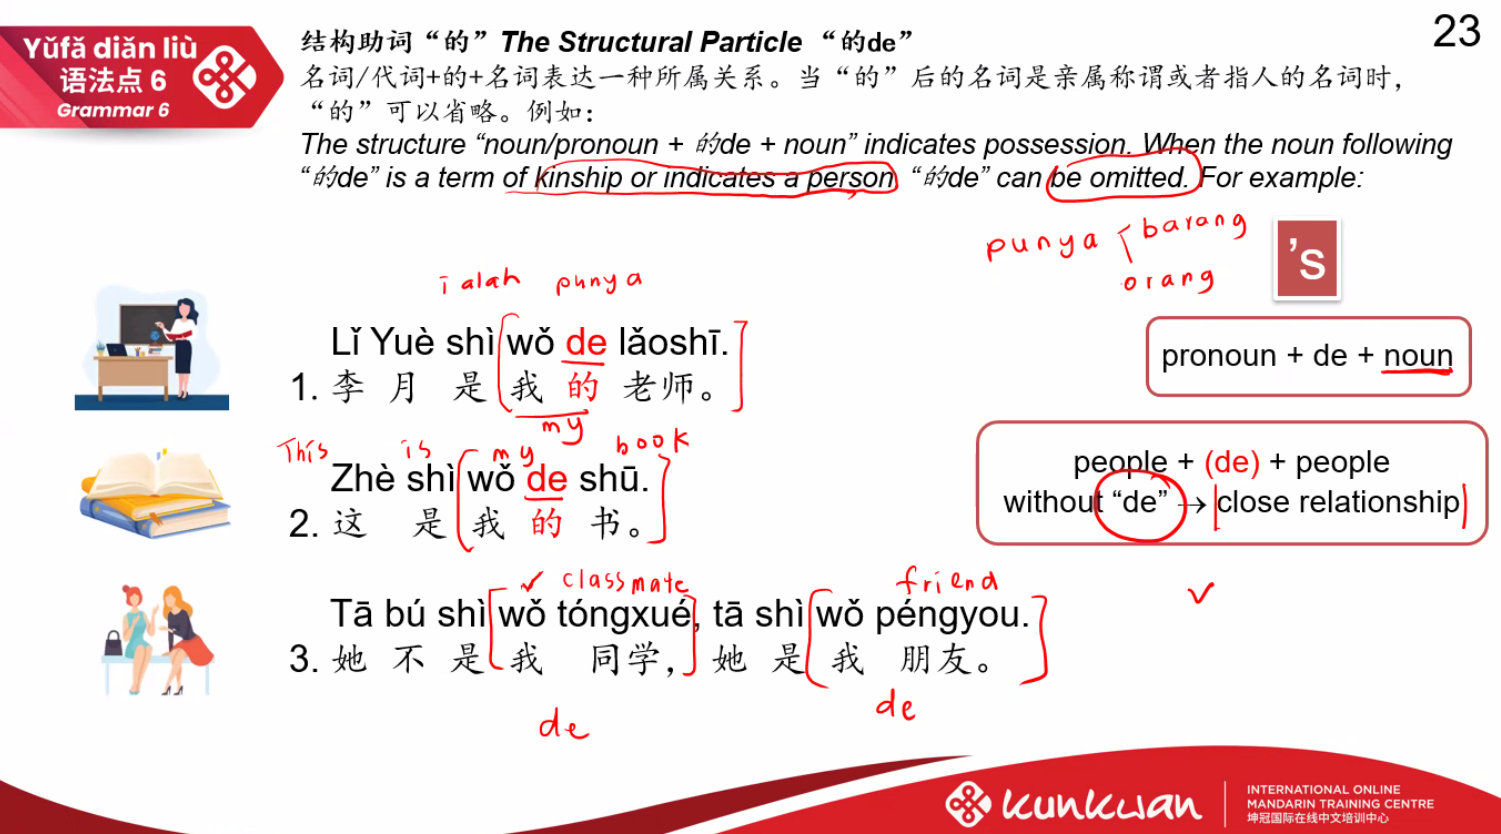 23
Yǔfǎ diǎn liù
语法点 6
Grammar 6
结构助词“的”The Structural Particle “的de”
名词/代词+的+名词表达一种所属关系。当“的”后的名词是亲属称谓或者指人的名词时，
“的”可以省略。例如：
The structure “noun/pronoun + 的de + noun” indicates possession. When the noun following
“的de” is a term of kinship or indicates a person, “的de” can be omitted. For example:
punya barang
orang
's
ialah punya
Lǐ Yuè shì wǒ de lǎoshī.
1. 李 月 是 我 的 老师。
my
pronoun + de + noun
This is my book
Zhè shì wǒ de shū.
2. 这 是 我 的 书。
people + (de) + people
without “de” → close relationship
classmate friend
Tā bú shì wǒ tóngxué, tā shì wǒ péngyou.
3. 她 不 是 我 同学, 她 是 我 朋友。
de de
kunkwan
INTERNATIONAL ONLINE
MANDARIN TRAINING CENTRE
坤冠国际在线中文培训中心